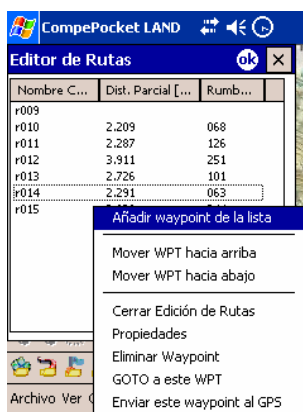 CompePocket LAND
Editor de Rutas ok
Nombre C... Dist. Parcial [... Rumb...
r009
r010 2.209 068
r011 2.287 126
r012 3.911 251
r013 2.726 101
r014 2.291 063
r015
Añadir waypoint de la lista
Mover WPT hacia arriba
Mover WPT hacia abajo
Cerrar Edición de Rutas
Propiedades
Eliminar Waypoint
GOTO a este WPT
Archivo Ver Enviar este waypoint al GPS